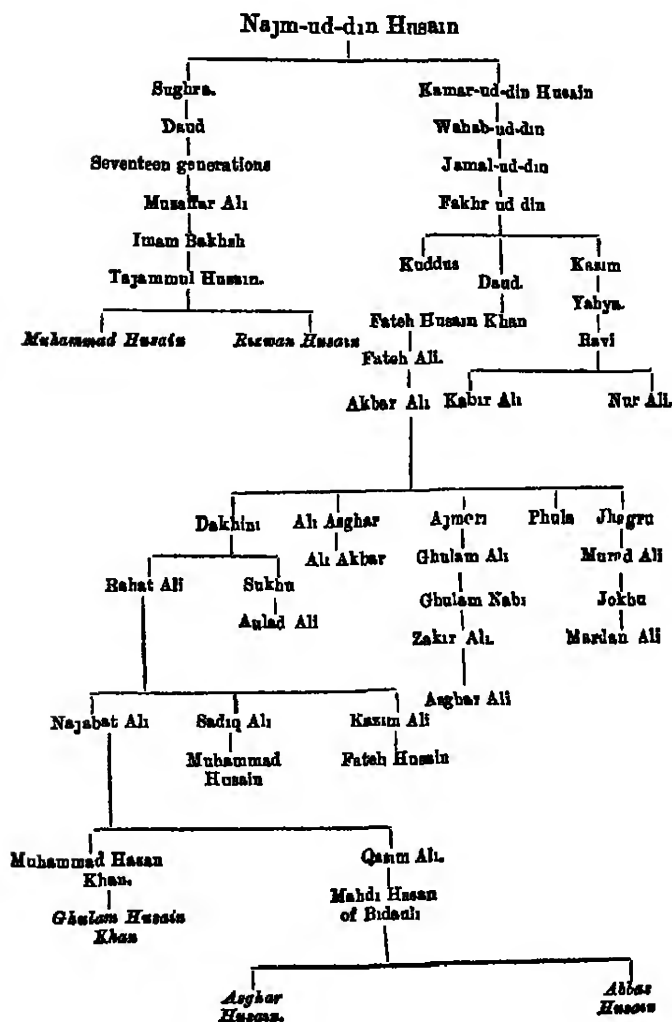 Najm-ud-din Husain
Sughra. Kamar-ud-din Husain
Daud Wahab-ud-din
Seventeen generations Jamal-ud-din
Muzaffar Ali Fakhr ud din
Imam Bakhsh
Kuddus Daud. Kasim
Tajammul Husain. Yahya.
Fateh Husain Khan
Muhammad Husain Rizwan Husain Ravi
Fateh Ali.
Akbar Ali Kabir Ali Nur Ali.
Dakhini Ali Asghar Ajmeri Phula Jhagru
Ali Akbar Ghulam Ali Murad Ali
Rahat Ali Sukhu
Ghulam Nabi Jokhu
Aulad Ali
Zakir Ali. Mardan Ali
Asghar Ali
Najabat Ali Sadiq Ali Kazim Ali
Muhammad Fateh Husain
Husain
Muhammad Hasan Qasim Ali.
Khan.
Mahdi Hasan
Ghulam Husain of Bidauli
Khan
Asghar Abbas
Husain. Husain